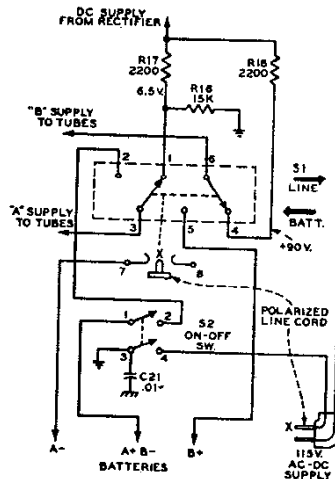 DC SUPPLY
FROM RECTIFIER
R17
2200
R18
2200
6.5V.
R16
15K
"B" SUPPLY
TO TUBES
2
1
6
S1
LINE
BATT.
"A" SUPPLY
TO TUBES
3
5
4
+90V.
7
X
8
POLARIZED
LINE CORD
1
2
S2
ON-OFF
SW.
3
4
C21
.01~
X
A-
A+ B-
BATTERIES
B+
115V.
AC-DC
SUPPLY